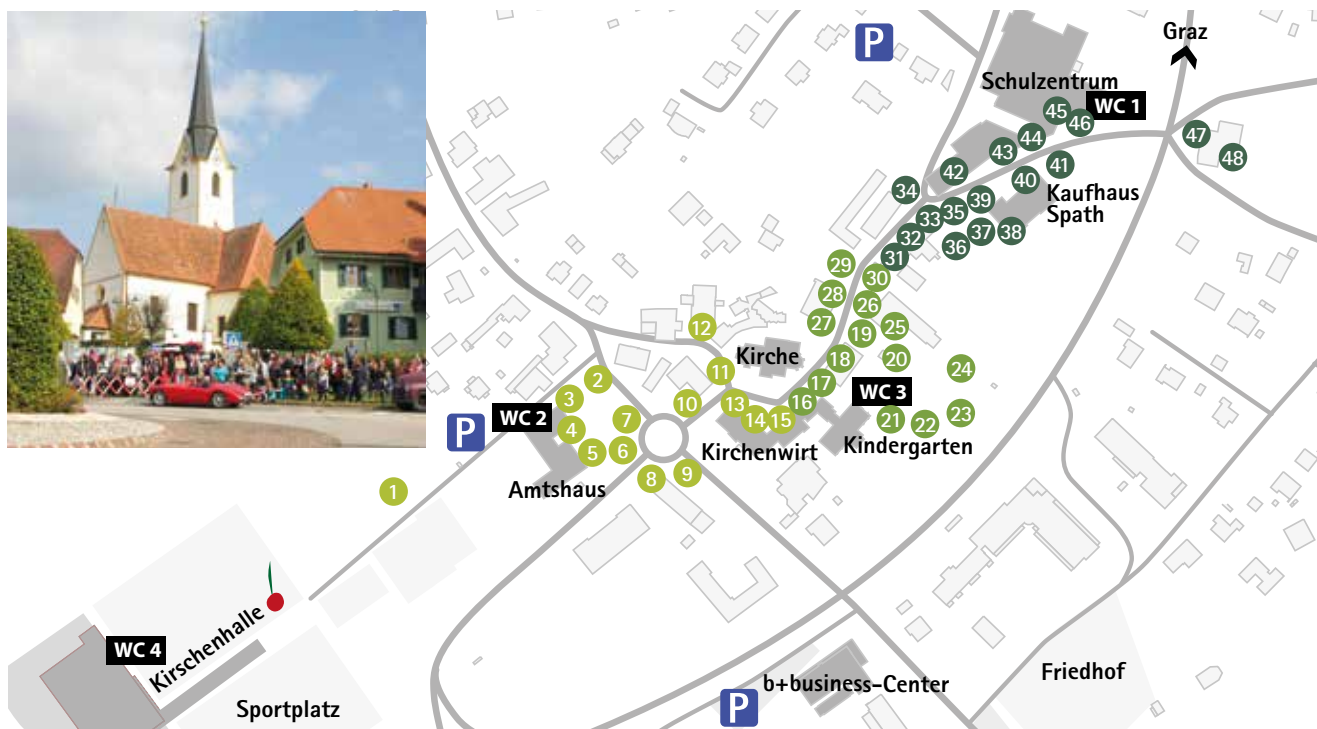 P
Graz
Schulzentrum
WC 1
45
46
44
43
42
41
40
47
48
Kaufhaus
Spath
34
39
35
33
32
31
36
37
38
29
30
28
26
27
19
25
18
20
24
17
16
WC 3
21
22
23
Kindergarten
12
Kirche
11
10
13
14
15
Kirchenwirt
2
3
WC 2
P
4
7
5
6
8
9
Amtshaus
1
Kirschenhalle
WC 4
Sportplatz
b+business-Center
P
Friedhof